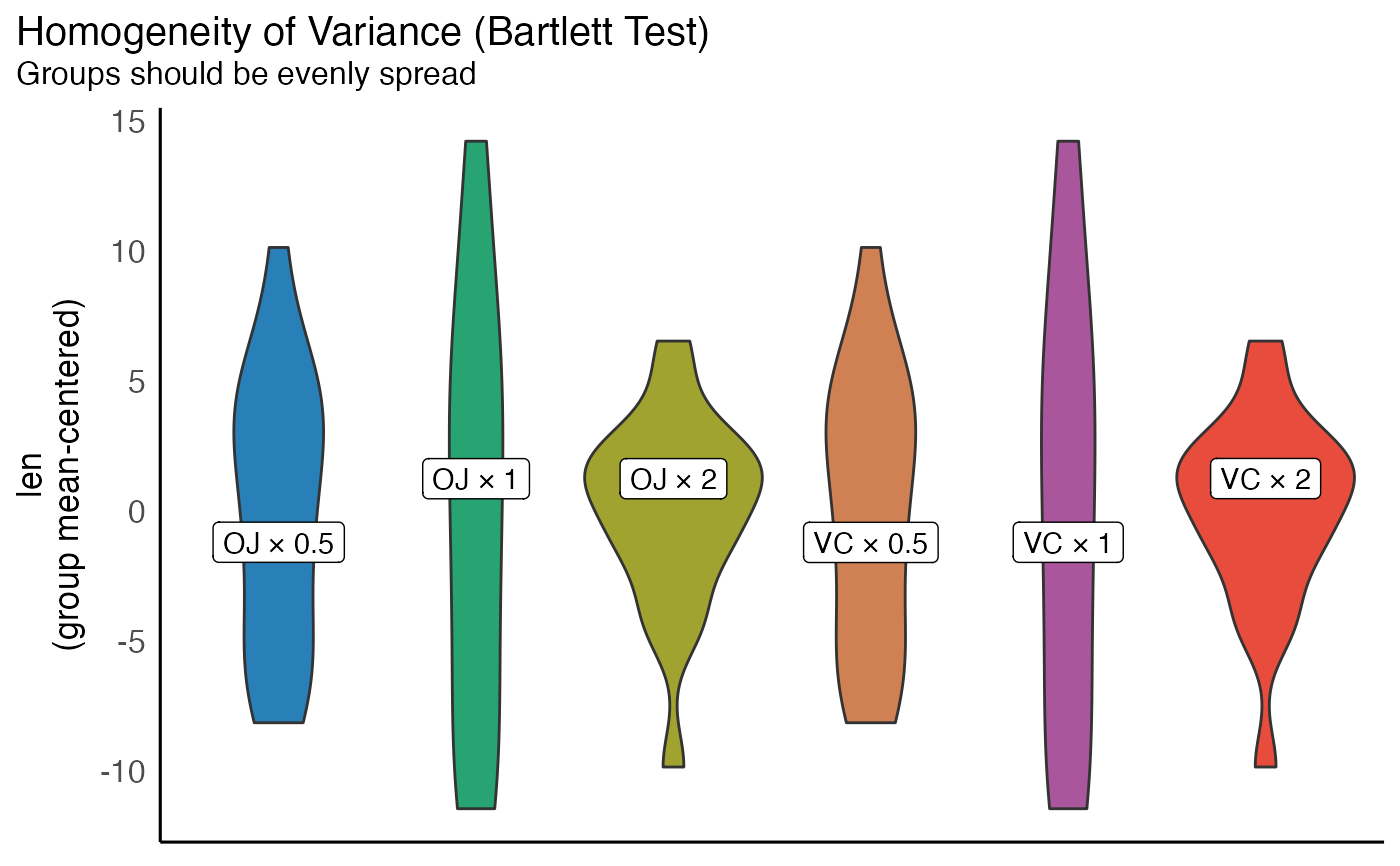 Homogeneity of Variance (Bartlett Test)
Groups should be evenly spread
15
10
5
0
-5
-10
len
(group mean-centered)
OJ × 0.5
OJ × 1
OJ × 2
VC × 0.5
VC × 1
VC × 2